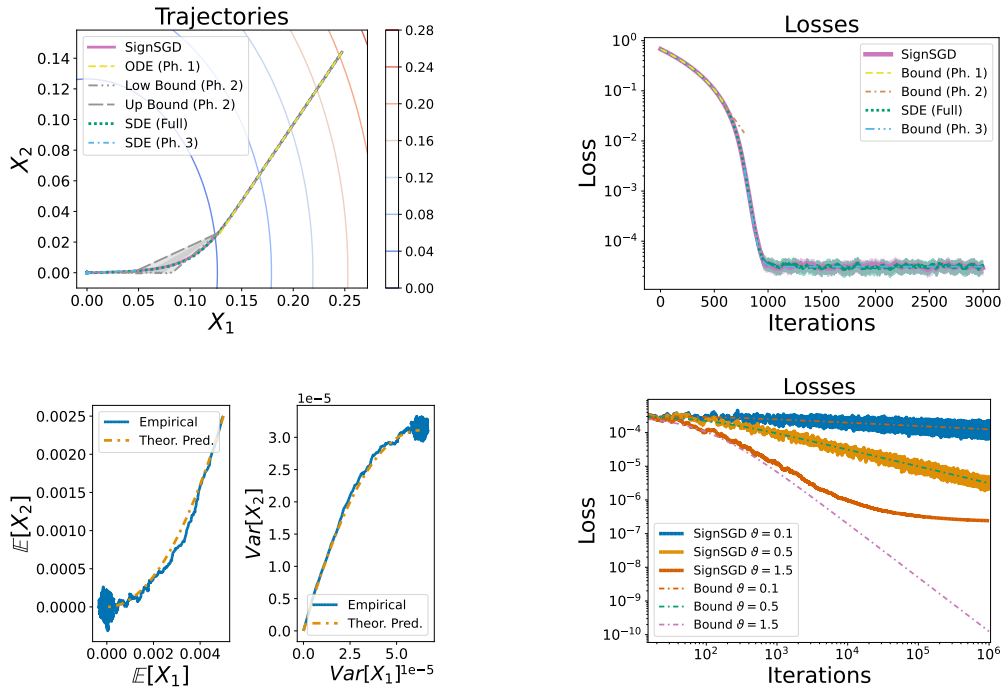 Trajectories
SignSGD
ODE (Ph. 1)
Low Bound (Ph. 2)
Up Bound (Ph. 2)
SDE (Full)
SDE (Ph. 3)
0.14
0.12
0.10
0.08
0.06
0.04
0.02
0.00
X_2
0.00 0.05 0.10 0.15 0.20 0.25
X_1
0.28
0.24
0.20
0.16
0.12
0.08
0.04
0.00
Losses
SignSGD
Bound (Ph. 1)
Bound (Ph. 2)
SDE (Full)
Bound (Ph. 3)
10^0
10^{-1}
10^{-2}
10^{-3}
10^{-4}
Loss
0 500 1000 1500 2000 2500 3000
Iterations
Empirical
Theor. Pred.
0.0025
0.0020
0.0015
0.0010
0.0005
0.0000
𝔼[X_2]
0.000 0.002 0.004
𝔼[X_1]
1e−5
3.0
2.5
2.0
1.5
1.0
0.5
0.0
Var[X_2]
Empirical
Theor. Pred.
0.0 2.5 5.0
Var[X_1] 1e−5
Losses
10^{-4}
10^{-5}
10^{-6}
10^{-7}
10^{-8}
10^{-9}
10^{-10}
Loss
SignSGD ϑ = 0.1
SignSGD ϑ = 0.5
SignSGD ϑ = 1.5
Bound ϑ = 0.1
Bound ϑ = 0.5
Bound ϑ = 1.5
10^2 10^3 10^4 10^5 10^6
Iterations